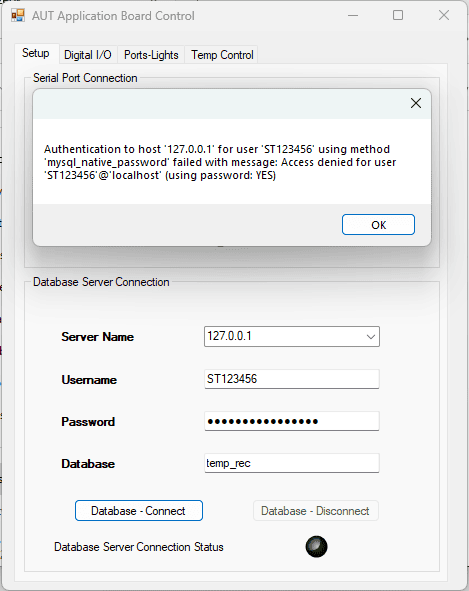 AUT Application Board Control
Setup Digital I/O Ports-Lights Temp Control
Serial Port Connection
Authentication to host '127.0.0.1' for user 'ST123456' using method
'mysql_native_password' failed with message: Access denied for user
'ST123456'@'localhost' (using password: YES)
OK
Database Server Connection
Server Name 127.0.0.1
Username ST123456
Password ●●●●●●●●●●●●●●●●
Database temp_rec
Database - Connect Database - Disconnect
Database Server Connection Status